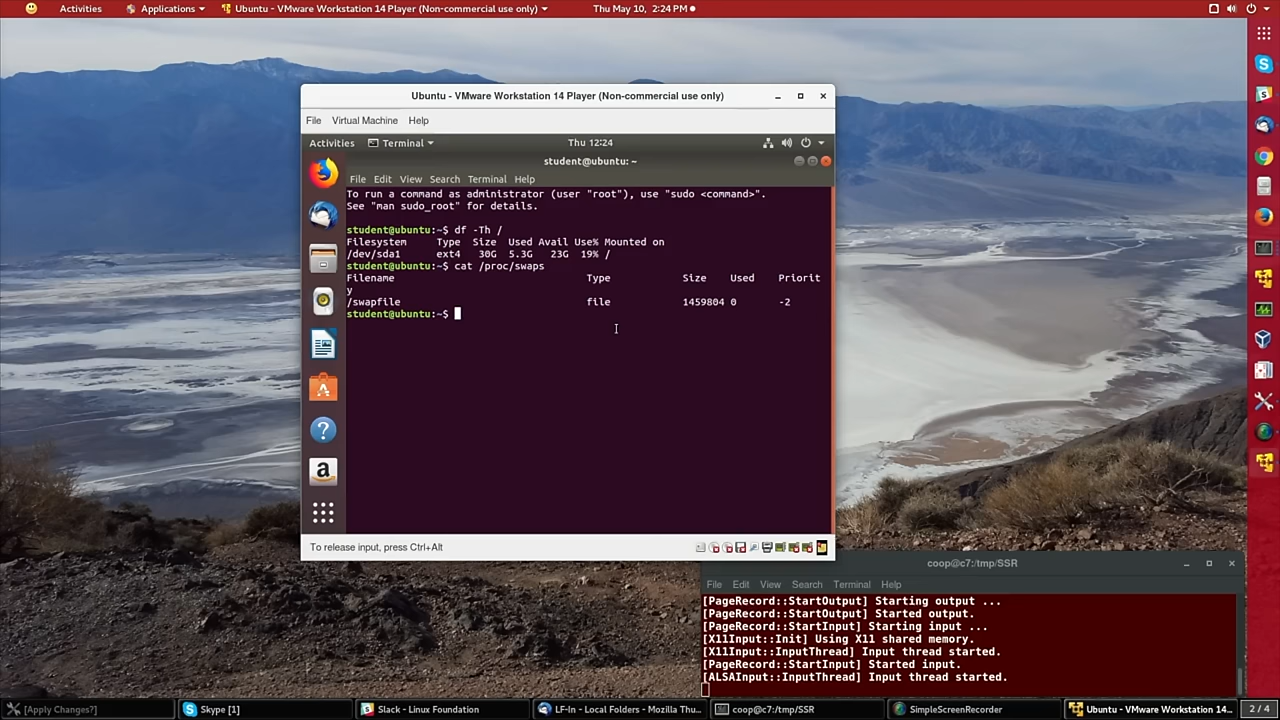 Activities Applications Ubuntu - VMware Workstation 14 Player (Non-commercial use only) Thu May 10, 2:24 PM
Ubuntu - VMware Workstation 14 Player (Non-commercial use only)
File Virtual Machine Help
Activities Terminal Thu 12:24
student@ubuntu: ~
File Edit View Search Terminal Help
To run a command as administrator (user "root"), use "sudo <command>".
See "man sudo_root" for details.
student@ubuntu:~$ df -Th /
Filesystem Type Size Used Avail Use% Mounted on
/dev/sda1 ext4 30G 5.3G 23G 19% /
student@ubuntu:~$ cat /proc/swaps
Filename Type Size Used Priorit
y
/swapfile file 1459804 0 -2
student@ubuntu:~$
To release input, press Ctrl+Alt
coop@c7:/tmp/SSR
File Edit View Search Terminal Help
[PageRecord::StartOutput] Starting output ...
[PageRecord::StartOutput] Started output.
[PageRecord::StartInput] Starting input ...
[X11Input::Init] Using X11 shared memory.
[X11Input::InputThread] Input thread started.
[PageRecord::StartInput] Started input.
[ALSAInput::InputThread] Input thread started.
[Apply Changes?] Skype [1] Slack - Linux Foundation LF-In - Local Folders - Mozilla Thu... coop@c7:/tmp/SSR SimpleScreenRecorder Ubuntu - VMware Workstation 14... 2 / 4